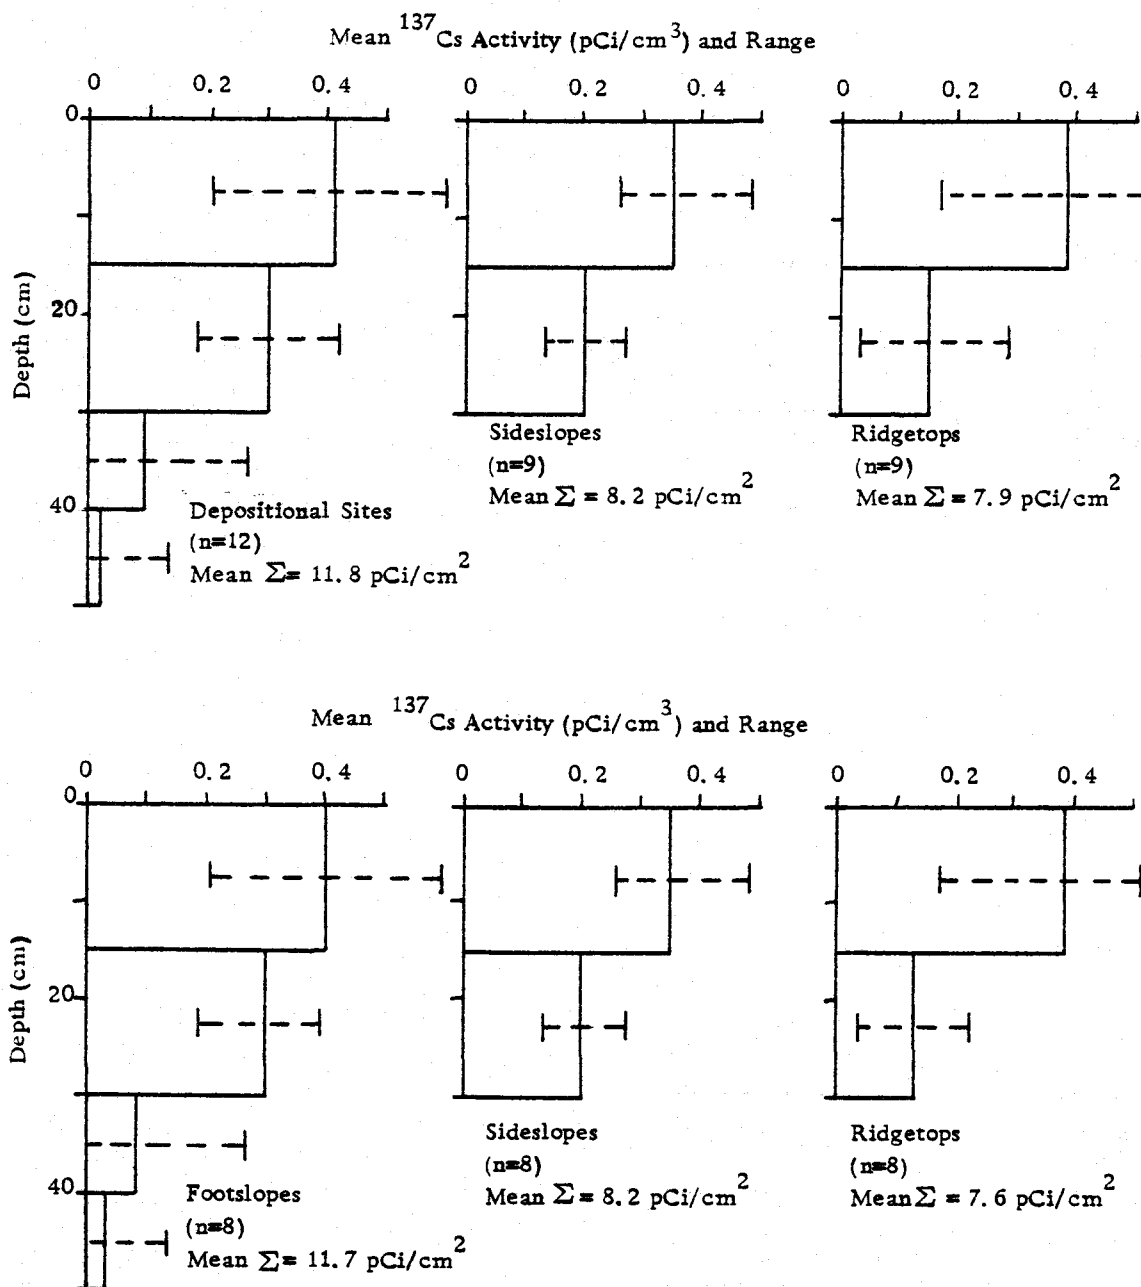 Mean ¹³⁷Cs Activity (pCi/cm³) and Range
0 0.2 0.4
0 0.2 0.4
0 0.2 0.4
0
20
40
Depth (cm)
Depositional Sites
(n=12)
Mean Σ= 11.8 pCi/cm²
Sideslopes
(n=9)
Mean Σ = 8.2 pCi/cm²
Ridgetops
(n=9)
Mean Σ = 7.9 pCi/cm²
Mean ¹³⁷Cs Activity (pCi/cm³) and Range
0 0.2 0.4
0 0.2 0.4
0 0.2 0.4
0
20
40
Depth (cm)
Footslopes
(n=8)
Mean Σ= 11.7 pCi/cm²
Sideslopes
(n=8)
Mean Σ = 8.2 pCi/cm²
Ridgetops
(n=8)
Mean Σ = 7.6 pCi/cm²